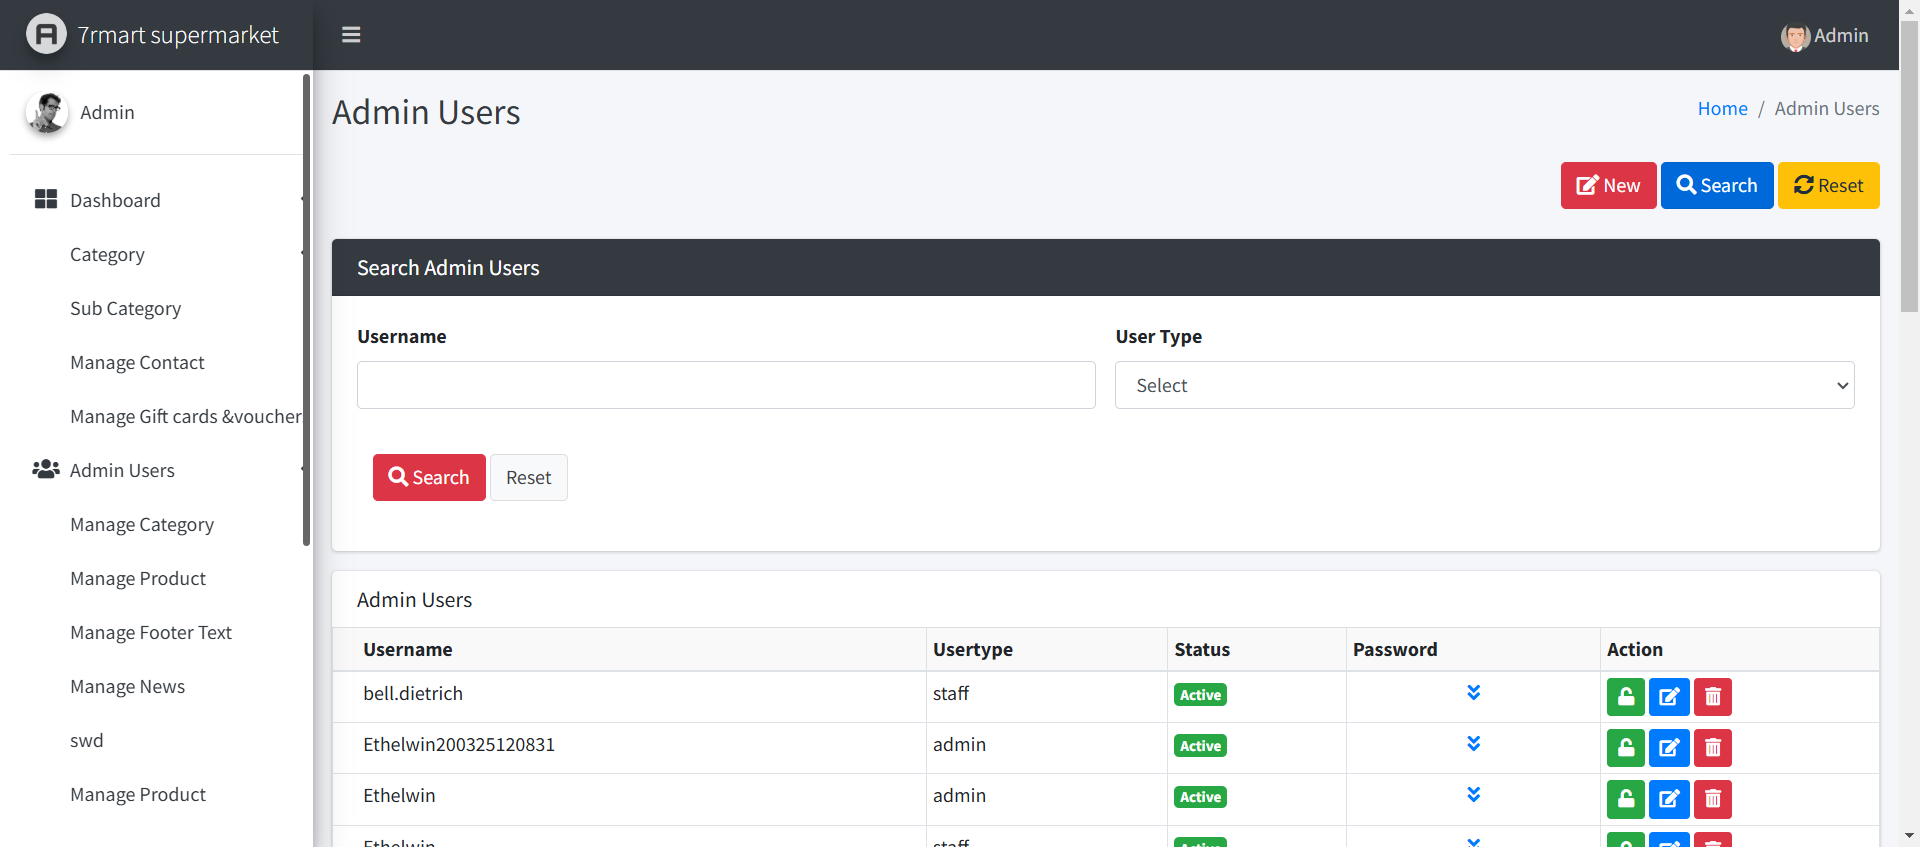 7rmart supermarket
Admin
Admin
Admin Users
Home / Admin Users
New Search Reset
Dashboard
Category
Sub Category
Manage Contact
Manage Gift cards &voucher
Admin Users
Manage Category
Manage Product
Manage Footer Text
Manage News
swd
Manage Product
Search Admin Users
Username User Type
Select
Search Reset
Admin Users
Username Usertype Status Password Action
bell.dietrich staff Active
Ethelwin200325120831 admin Active
Ethelwin admin Active
Ethelwin staff Active